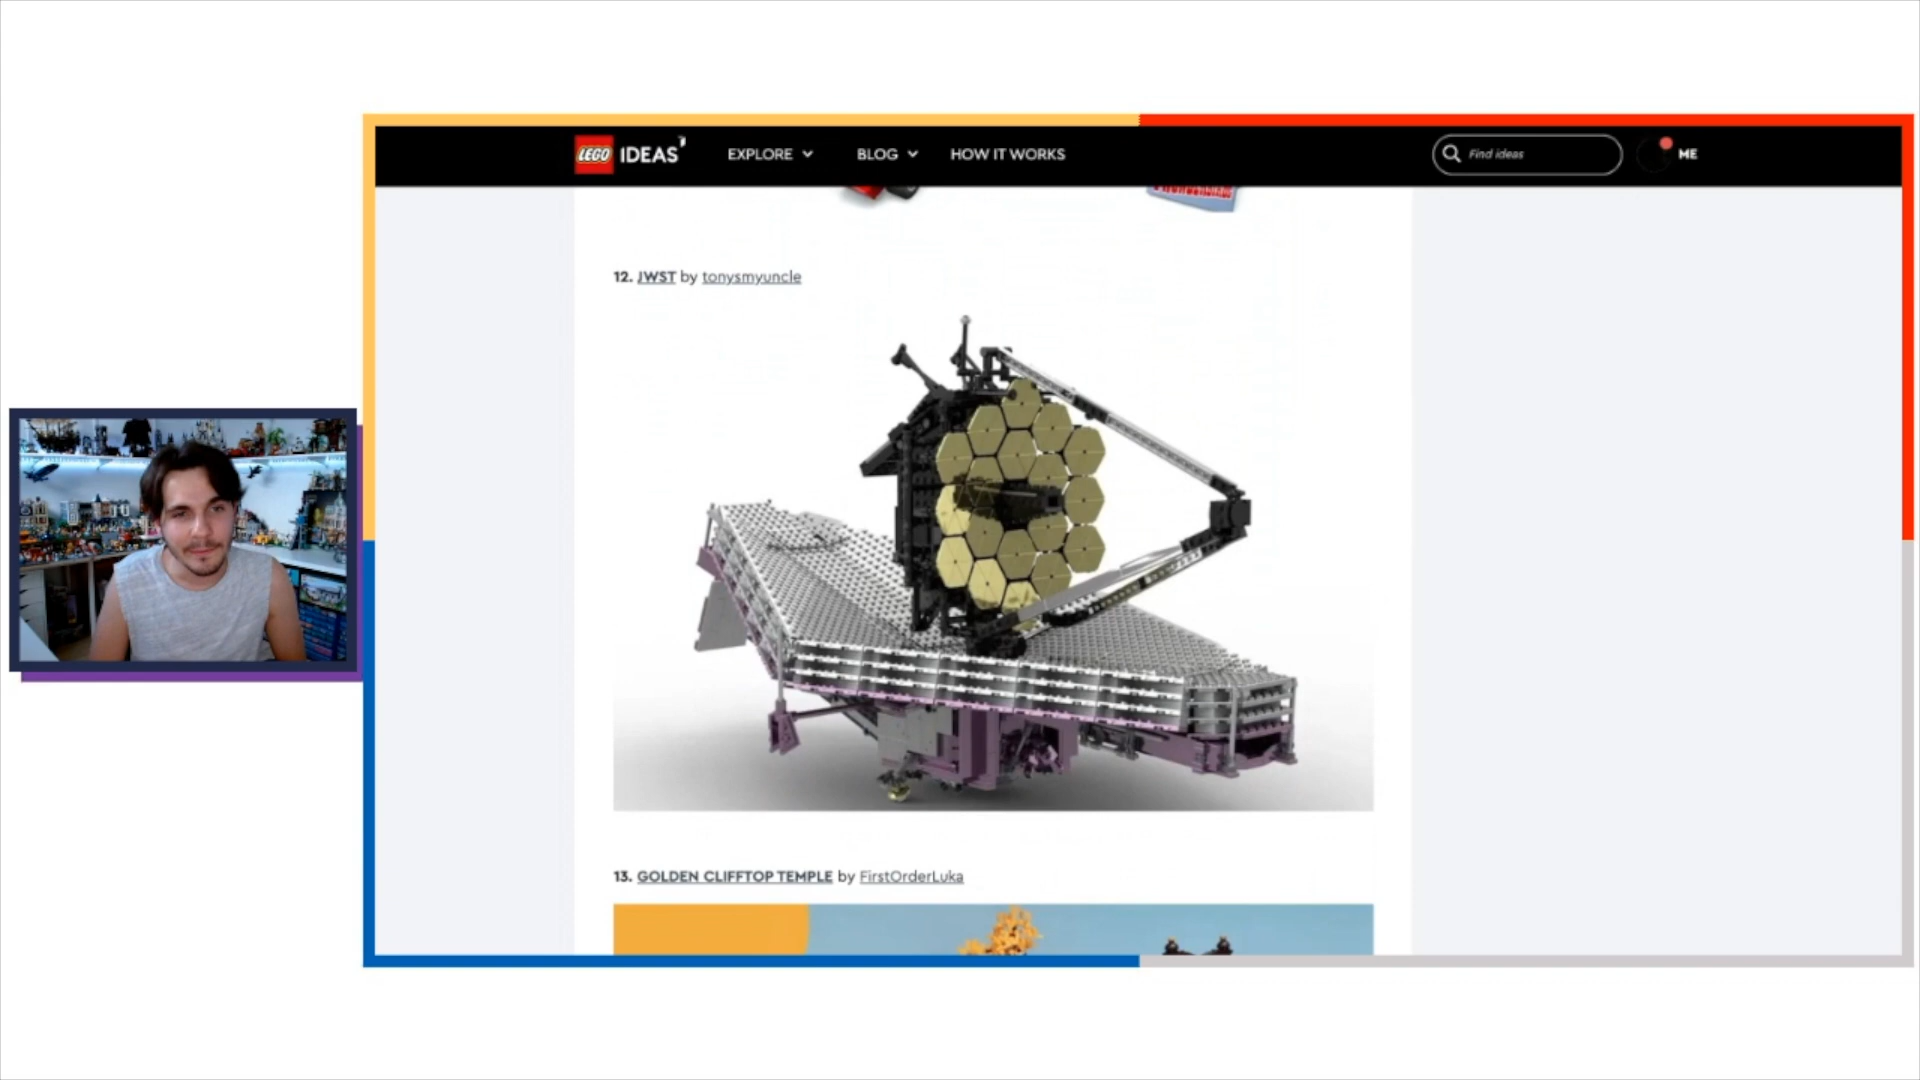 LEGO IDEAS
EXPLORE
BLOG
HOW IT WORKS
Find ideas
ME
12. JWST by tonysmyuncle
13. GOLDEN CLIFFTOP TEMPLE by FirstOrderLuka